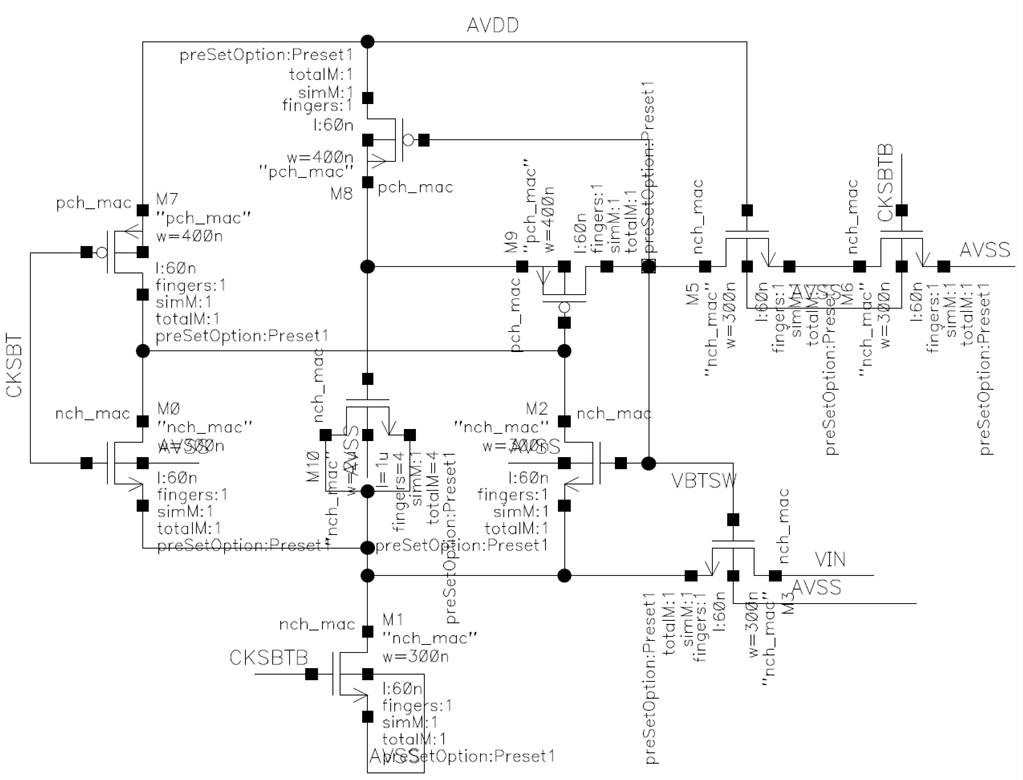 AVDD
preSetOption:Preset1
totalM:1
simM:1
fingers:1
l:60n
w=400n
"pch_mac"
M8
pch_mac
pch_mac
M7
"pch_mac"
w=400n
l:60n
fingers:1
simM:1
totalM:1
preSetOption:Preset1
CKSBT
M9
"pch_mac"
w=400n
l:60n
fingers:1
simM:1
totalM:1
preSetOption:Preset1
pch_mac
nch_mac
M5
"nch_mac"
w=300n
l:60n
fingers:1
simM:1
totalM:1
preSetOption:Preset1
AVSS
nch_mac
CKSBTB
AVSS
M6
"nch_mac"
w=300n
l:60n
fingers:1
simM:1
totalM:1
preSetOption:Preset1
nch_mac
M0
"nch_mac"
AVSS
l:60n
fingers:1
simM:1
totalM:1
preSetOption:Preset1
nch_mac
M10
"nch_mac"
AVSS
l=1u
fingers=4
simM:1
totalM=4
preSetOption:Preset1
M2
nch_mac
"nch_mac"
w=300n
AVSS
l:60n
fingers:1
simM:1
totalM:1
preSetOption:Preset1
VBTSW
nch_mac
VIN
AVSS
M3
"nch_mac"
w=300n
l:60n
fingers:1
simM:1
totalM:1
preSetOption:Preset1
nch_mac
M1
"nch_mac"
w=300n
CKSBTB
l:60n
fingers:1
simM:1
totalM:1
preSetOption:Preset1
AVSS